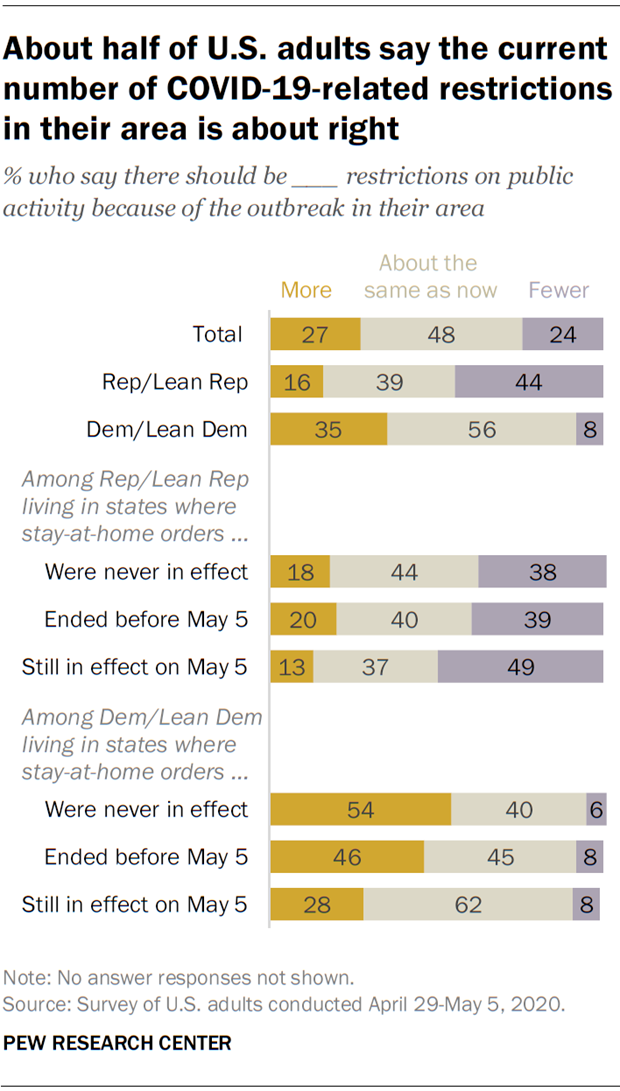 About half of U.S. adults say the current
number of COVID-19-related restrictions
in their area is about right
% who say there should be ___ restrictions on public
activity because of the outbreak in their area
More About the same as now Fewer
Total 27 48 24
Rep/Lean Rep 16 39 44
Dem/Lean Dem 35 56 8
Among Rep/Lean Rep
living in states where
stay-at-home orders ...
Were never in effect 18 44 38
Ended before May 5 20 40 39
Still in effect on May 5 13 37 49
Among Dem/Lean Dem
living in states where
stay-at-home orders ...
Were never in effect 54 40 6
Ended before May 5 46 45 8
Still in effect on May 5 28 62 8
Note: No answer responses not shown.
Source: Survey of U.S. adults conducted April 29-May 5, 2020.
PEW RESEARCH CENTER